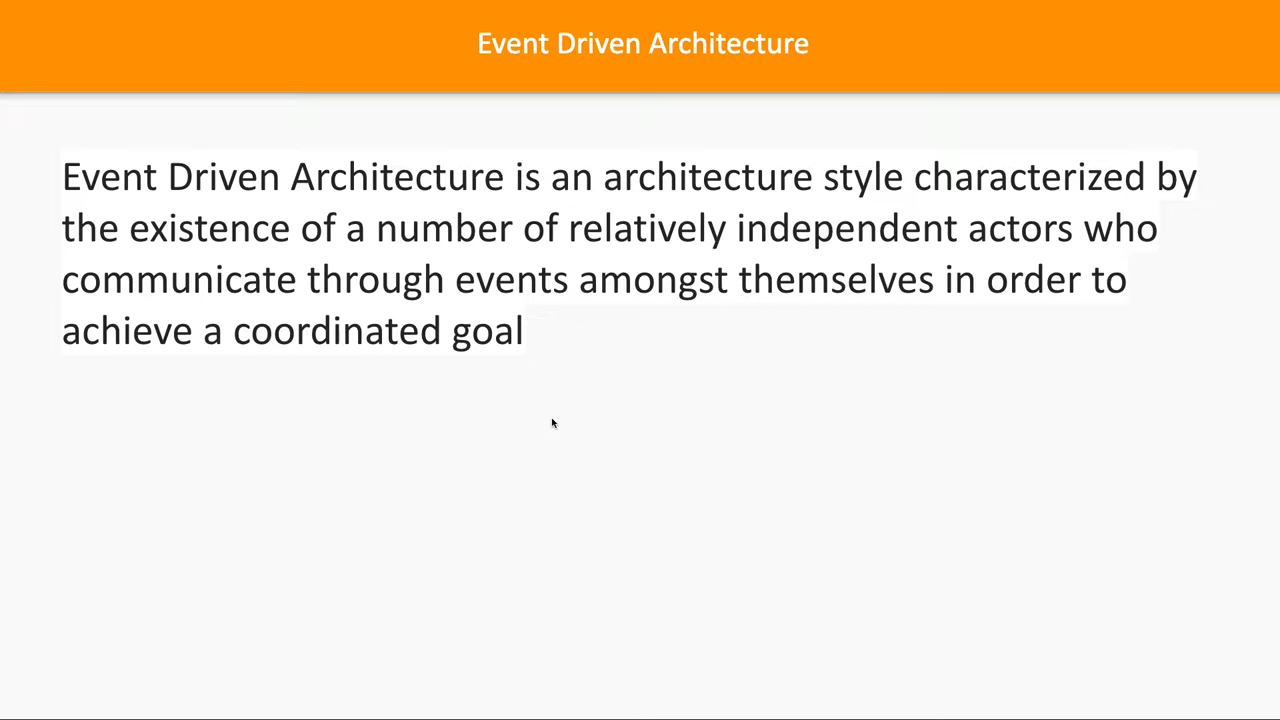 Event Driven Architecture
Event Driven Architecture is an architecture style characterized by
the existence of a number of relatively independent actors who
communicate through events amongst themselves in order to
achieve a coordinated goal